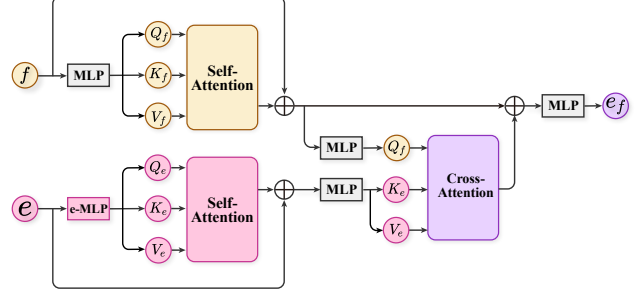 f
MLP
Q_f
K_f
V_f
Self-
Attention
MLP
e_f
MLP
Q_f
Cross-
Attention
e
e-MLP
Q_e
K_e
V_e
Self-
Attention
MLP
K_e
V_e